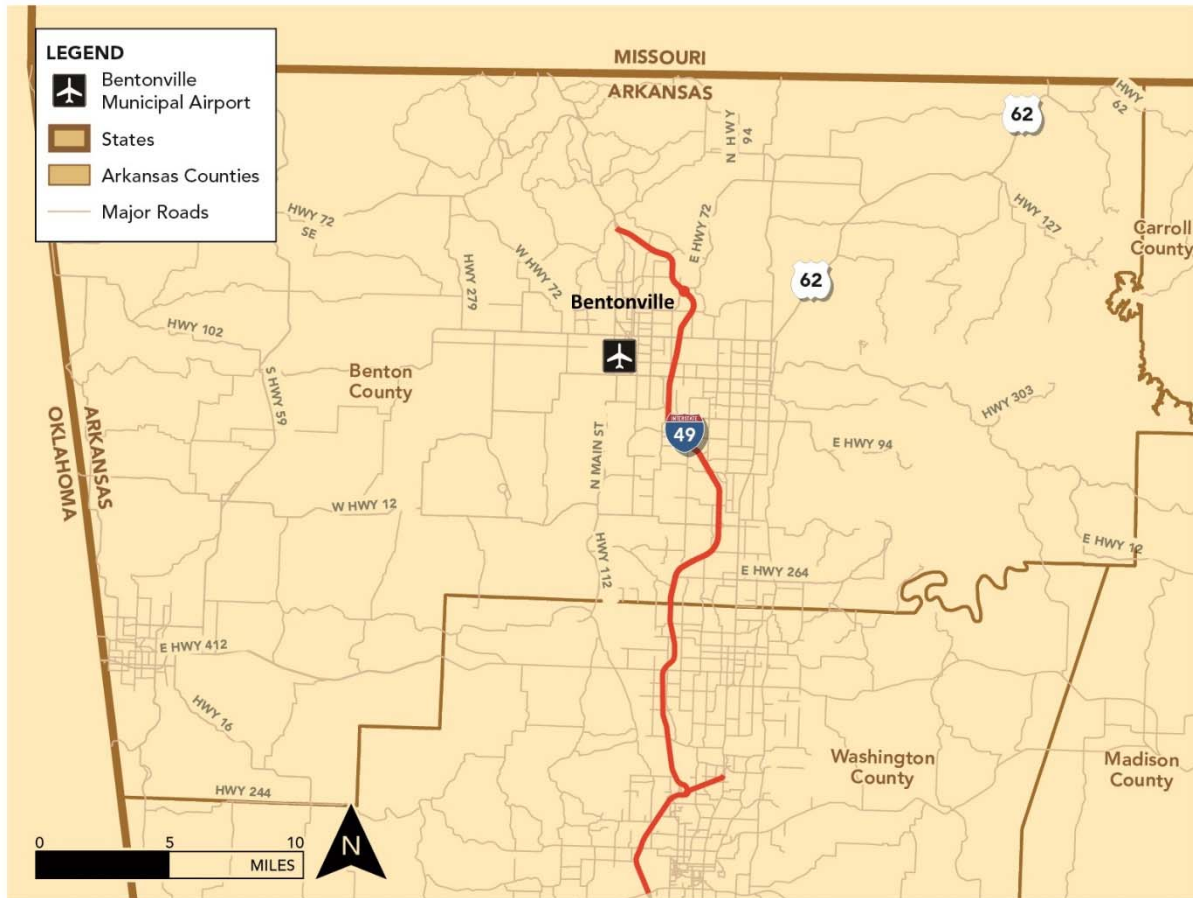 LEGEND
Bentonville
Municipal Airport
States
Arkansas Counties
Major Roads
MISSOURI
ARKANSAS
62
HWY
62
N HWY
94
HWY 72
SE
W HWY 72
HWY 279
E HWY 72
HWY 127
Carroll
County
62
Bentonville
HWY 102
S HWY 59
Benton
County
HWY 303
OKLAHOMA
ARKANSAS
N MAIN ST
INTERSTATE
49
E HWY 94
W HWY 12
HWY 112
E HWY 264
E HWY 12
E HWY 412
HWY 16
Washington
County
Madison
County
HWY 244
0
5
10
MILES
N